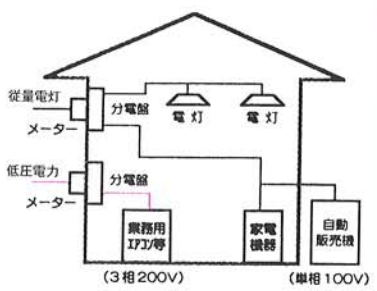 従量電灯
メーター
分電盤
電灯
電灯
低圧電力
メーター
分電盤
業務用
エアコン等
家電
機器
自動
販売機
(3相200V)
(単相100V)